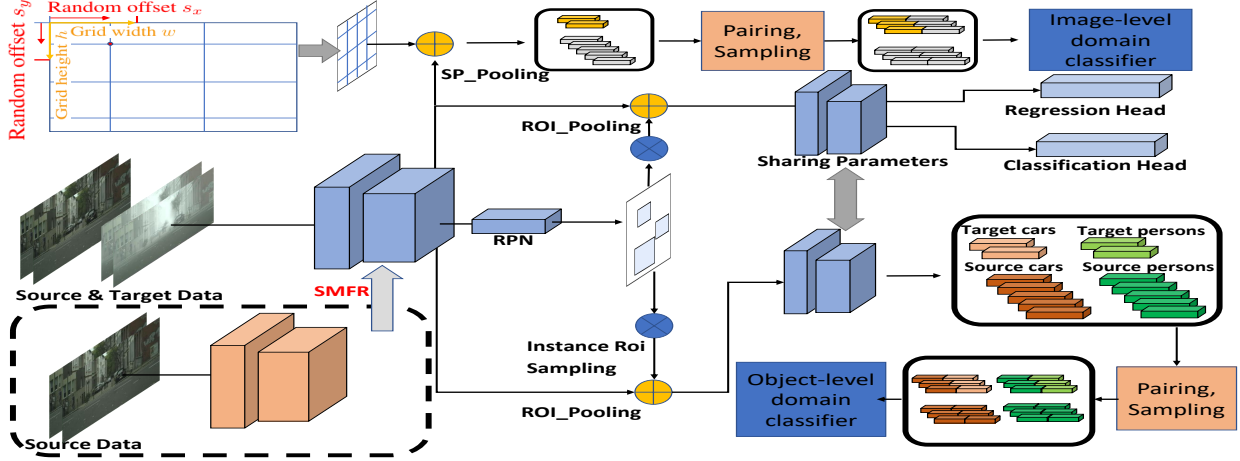 Random offset s_x
Grid width w
Random offset s_y
Grid height h
SP_Pooling
Pairing,
Sampling
Image-level
domain
classifier
ROI_Pooling
Regression Head
Sharing Parameters
Classification Head
RPN
Source & Target Data
SMFR
Target cars
Target persons
Source cars
Source persons
Instance Roi
Sampling
ROI_Pooling
Source Data
Object-level
domain
classifier
Pairing,
Sampling